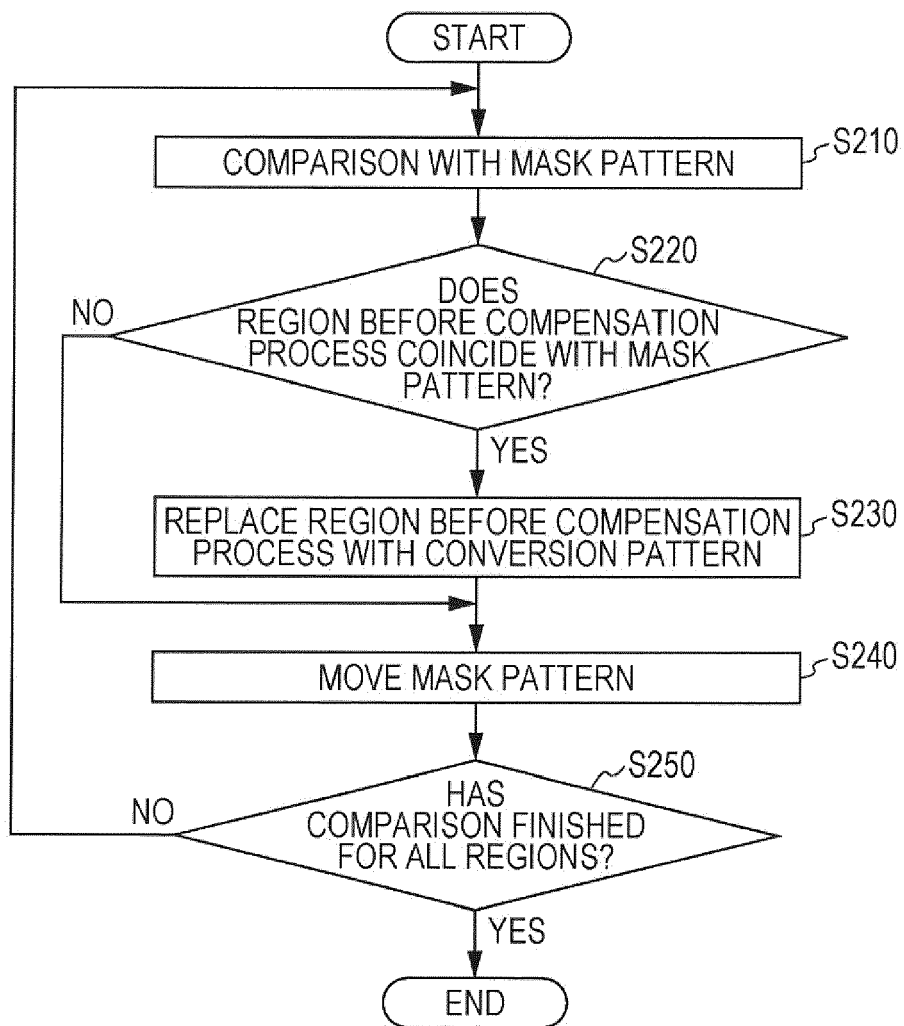 START
COMPARISON WITH MASK PATTERN
S210
S220
DOES
REGION BEFORE COMPENSATION
PROCESS COINCIDE WITH MASK
PATTERN?
NO
YES
REPLACE REGION BEFORE COMPENSATION
PROCESS WITH CONVERSION PATTERN
S230
MOVE MASK PATTERN
S240
S250
HAS
COMPARISON FINISHED
FOR ALL REGIONS?
NO
YES
END